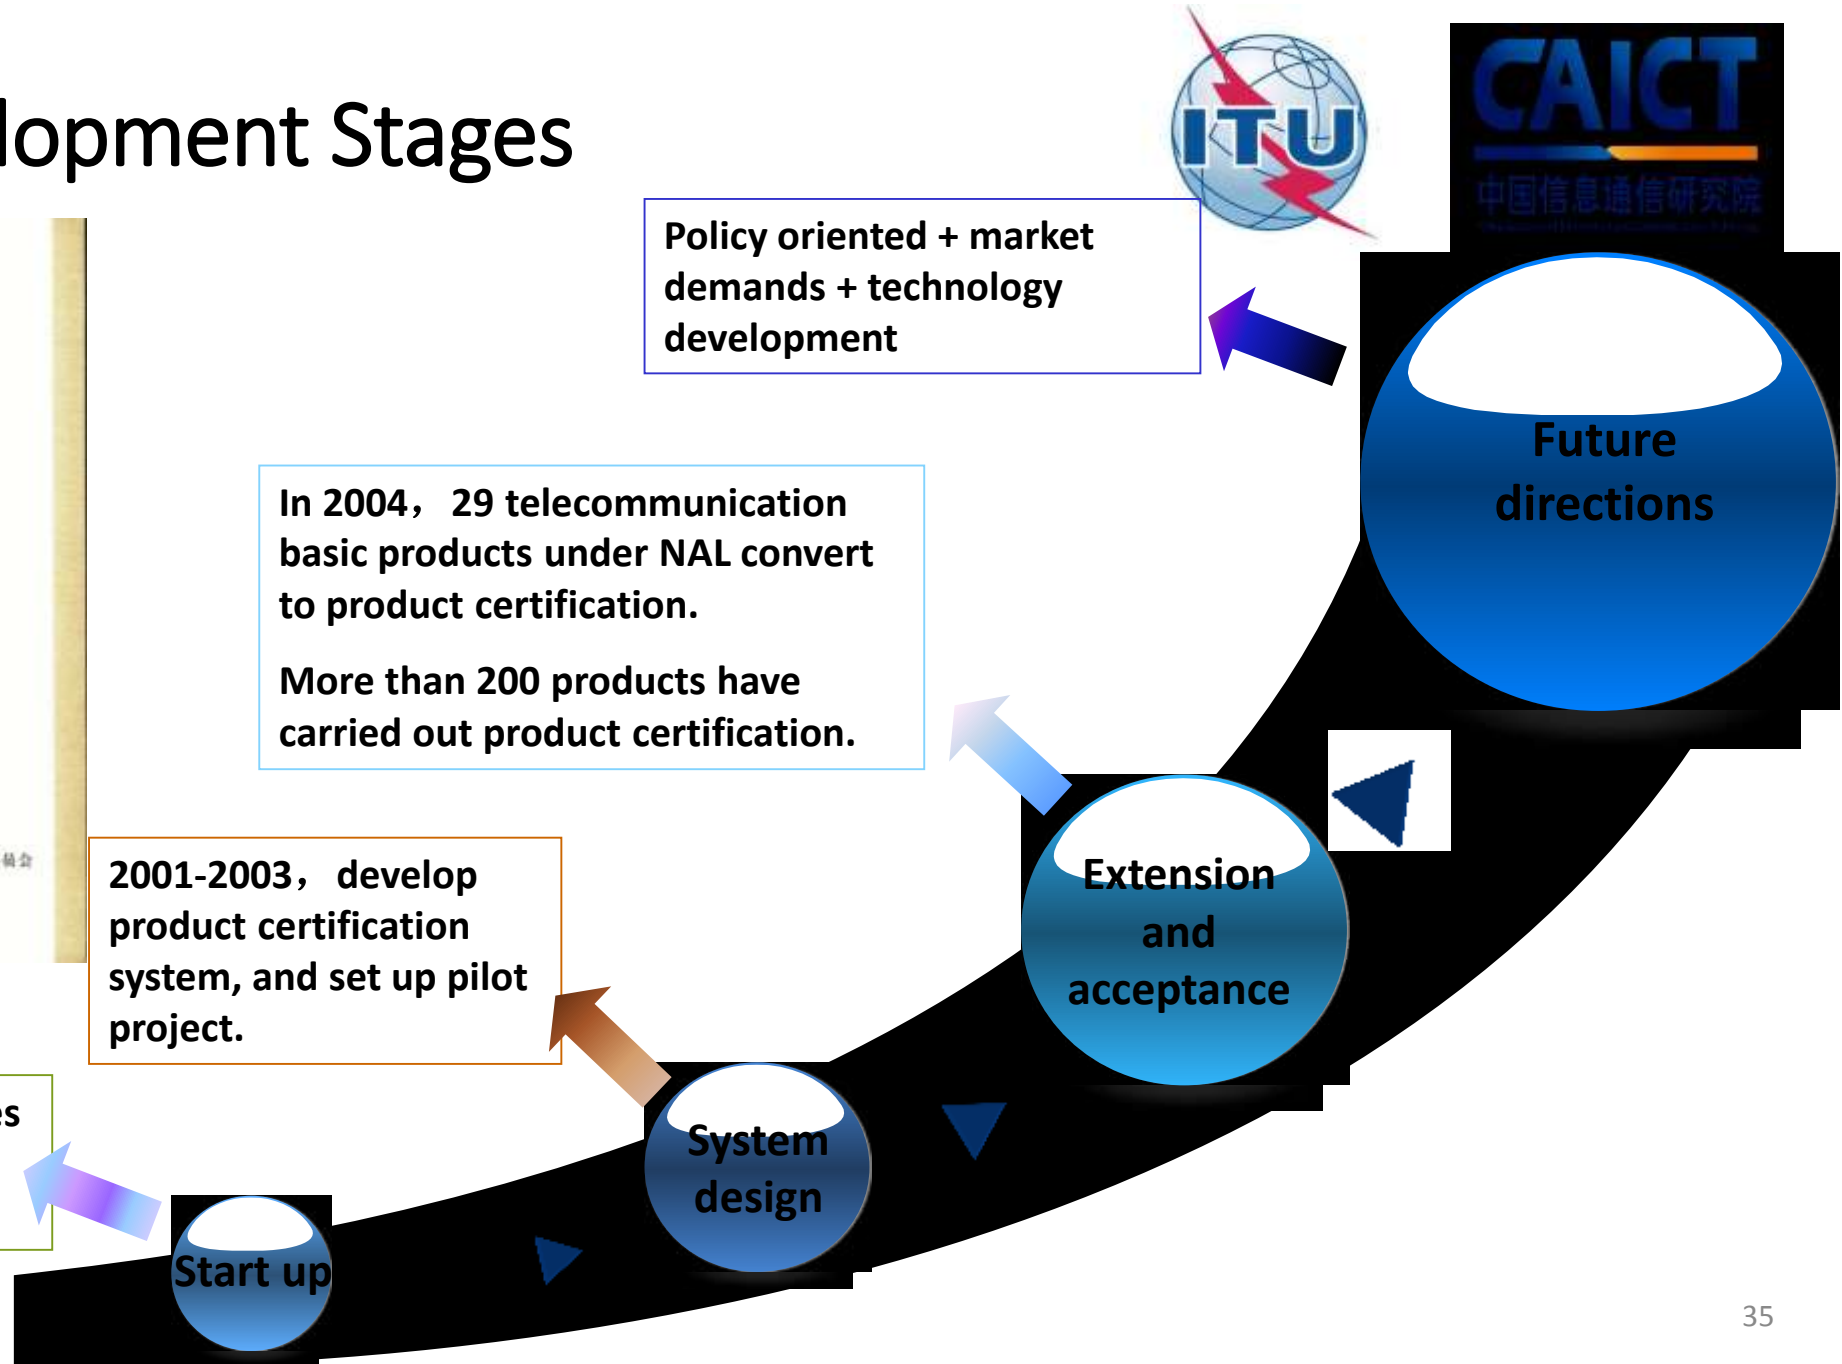 lopment Stages
ITU
CAICT
中国信息通信研究院
Policy oriented + market
demands + technology
development
Future
directions
In 2004， 29 telecommunication
basic products under NAL convert
to product certification.
More than 200 products have
carried out product certification.
Extension
and
acceptance
2001-2003， develop
product certification
system, and set up pilot
project.
System
design
es
Start up
35